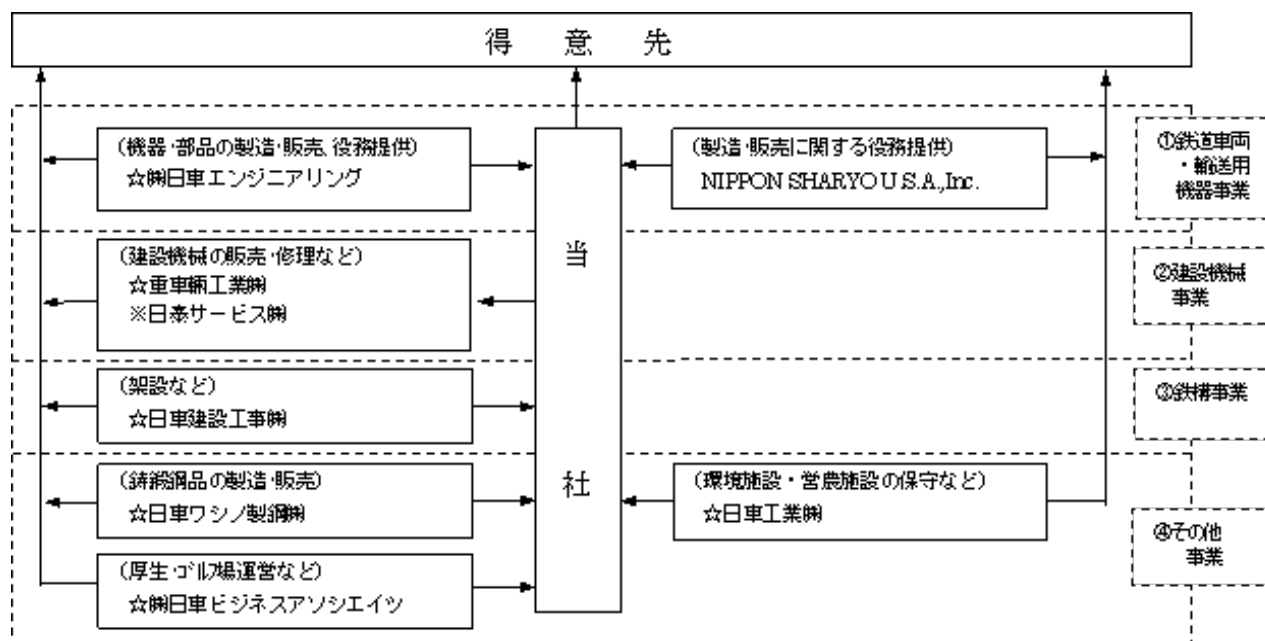 得意先
(機器・部品の製造・販売、役務提供)
☆㈱日車エンジニアリング
(製造・販売に関する役務提供)
NIPPON SHARYO U.S.A.,Inc.
①鉄道車両
・輸送用
機器事業
(建設機械の販売・修理など)
☆重車輛工業㈱
※日泰サービス㈱
②建設機械
事業
当社
(架設など)
☆日車建設工事㈱
③鉄構事業
(鋳鍛鋼品の製造・販売)
☆日車ワシノ製鋼㈱
(環境施設・営農施設の保守など)
☆日車工業㈱
④その他
事業
(厚生・ゴルフ場運営など)
☆㈱日車ビジネスアソシエイツ